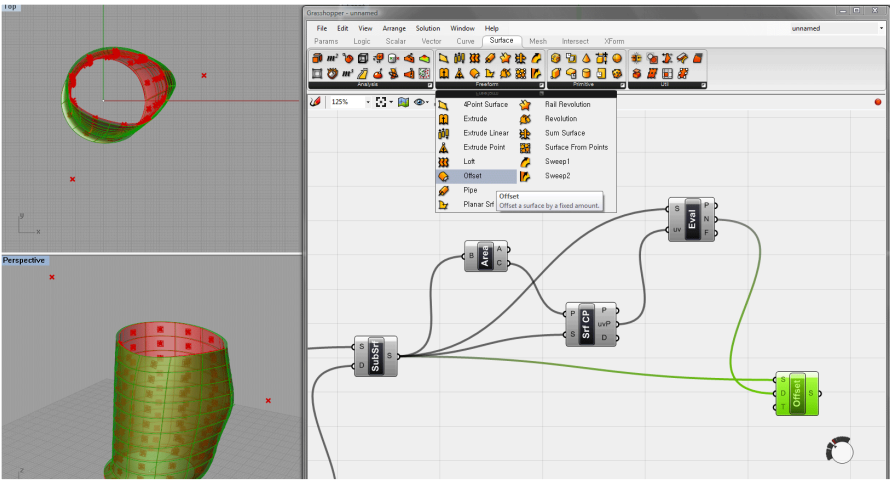 Top
Grasshopper - unnamed
File Edit View Arrange Solution Window Help
unnamed
Params Logic Scalar Vector Curve Surface Mesh Intersect XForm
m²
m³
Analysis Freeform Primitive Util
125%
4Point Surface Rail Revolution
Extrude Revolution
Extrude Linear Sum Surface
Extrude Point Surface From Points
Loft Sweep1
Offset Sweep2
Pipe
Planar Srf
Offset
Offset a surface by a fixed amount.
S uv Eval P N F
y
x
B Area A C
Perspective
P S Srf CP P uvP D
S D SubSrf S
S D T Offset S
z